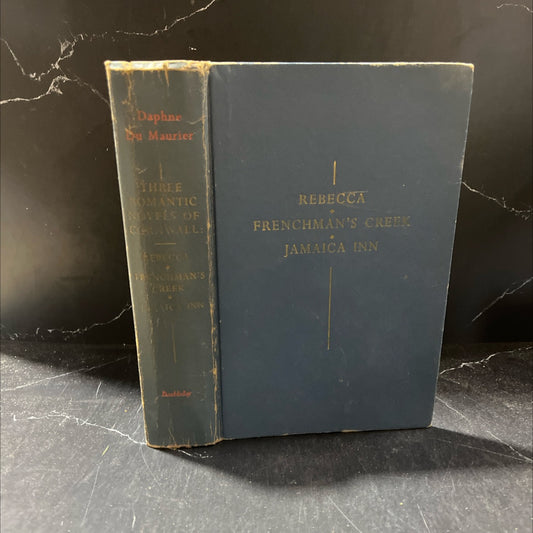 Daphne
Du Maurier
THREE
ROMANTIC
NOVELS OF
CORNWALL:
REBECCA
FRENCHMAN'S
CREEK
JAMAICA INN
Doubleday
REBECCA
FRENCHMAN'S CREEK
JAMAICA INN